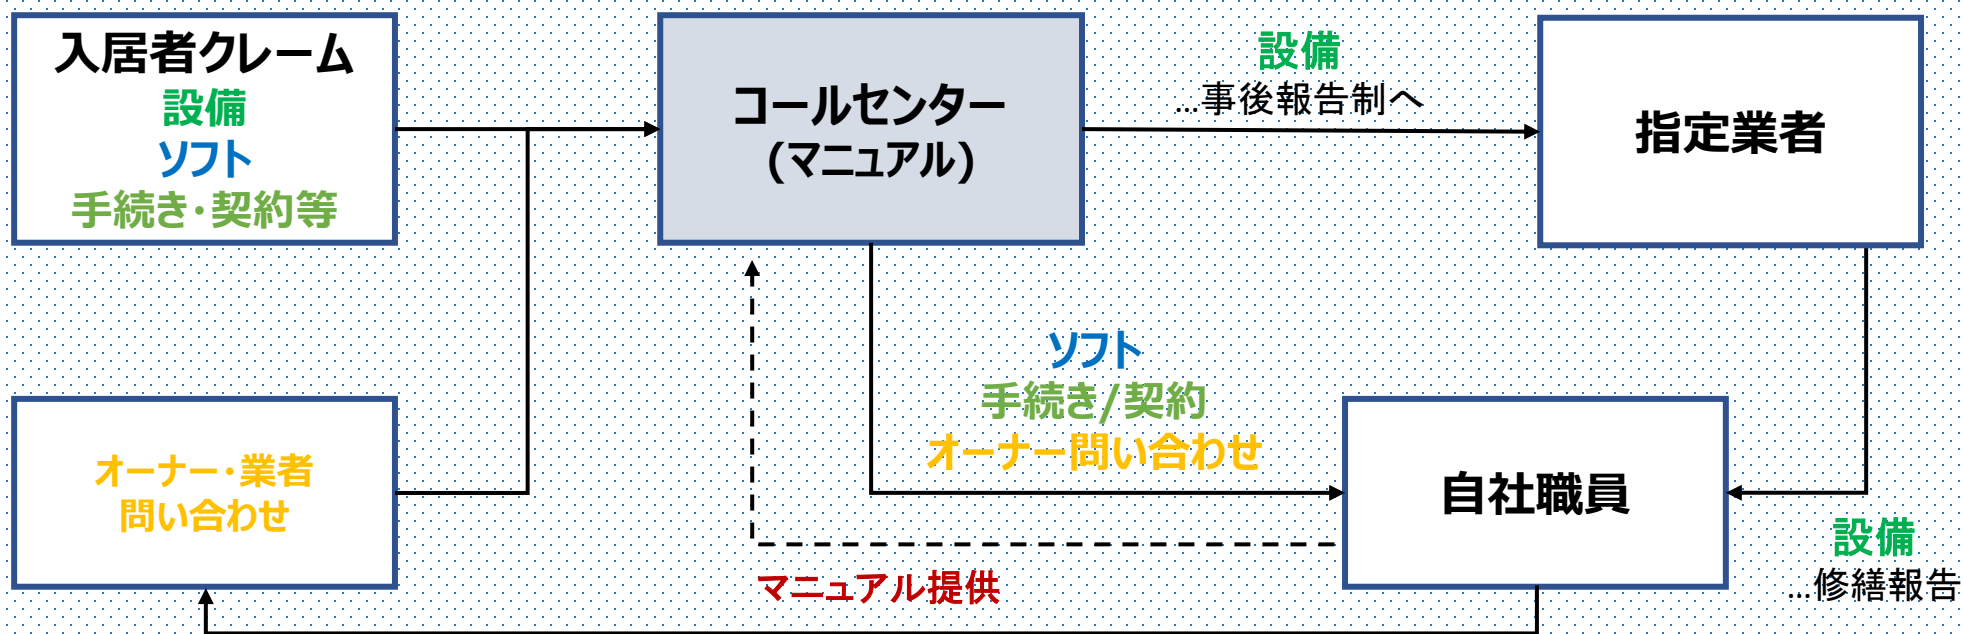 入居者クレーム
設備
ソフト
手続き・契約等
コールセンター
(マニュアル)
設備
…事後報告制へ
指定業者
ソフト
手続き/契約
オーナー問い合わせ
オーナー・業者
問い合わせ
自社職員
設備
…修繕報告
マニュアル提供